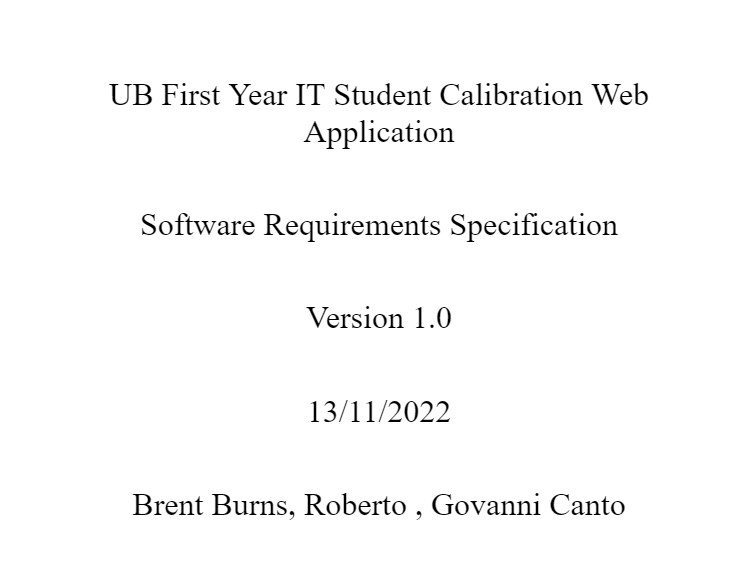 UB First Year IT Student Calibration Web
Application
Software Requirements Specification
Version 1.0
13/11/2022
Brent Burns, Roberto , Govanni Canto